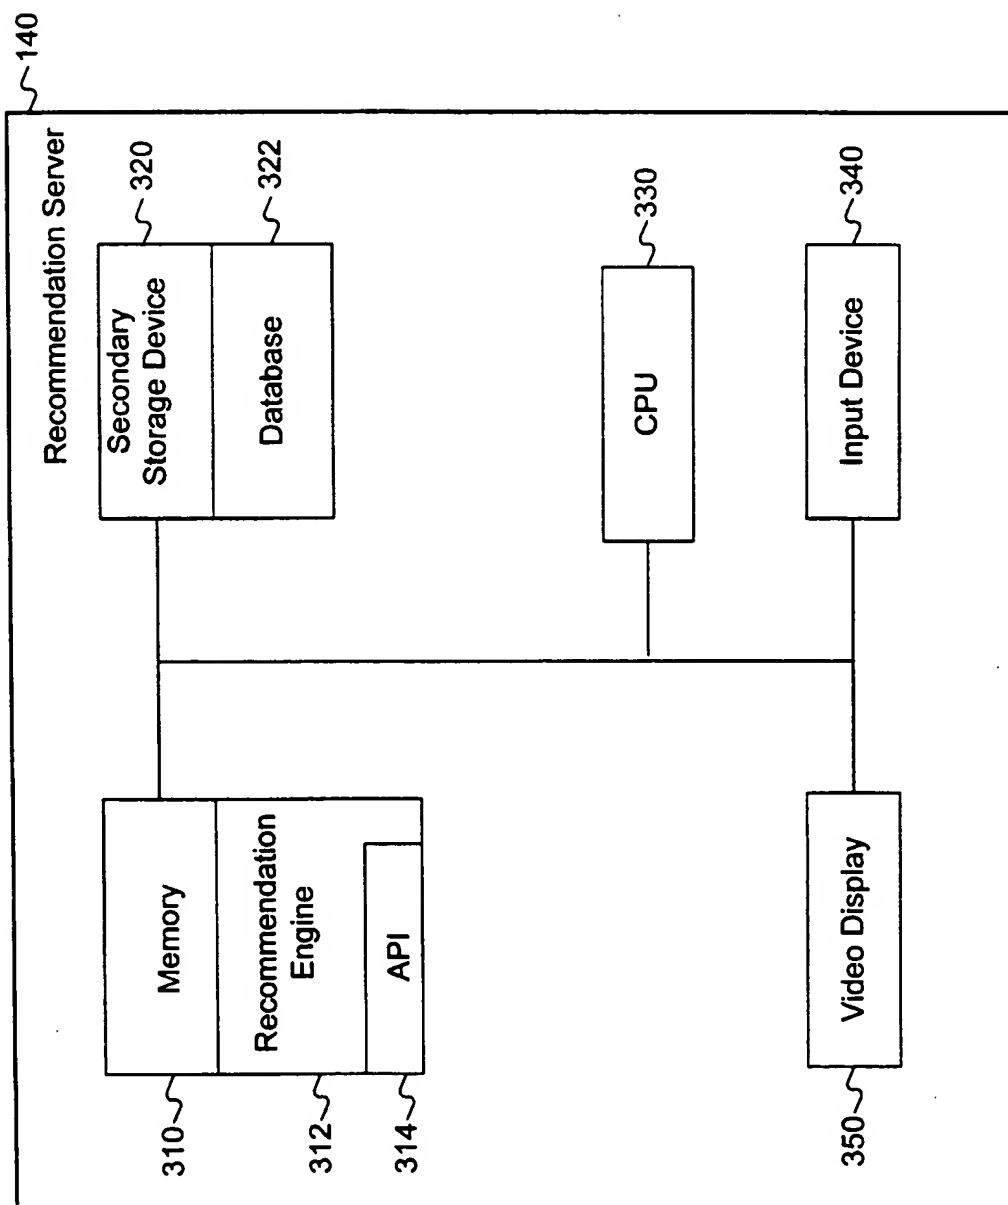 140
Recommendation Server
Memory
310
Recommendation
Engine
312
API
314
Secondary
Storage Device
320
Database
322
CPU
330
Video Display
350
Input Device
340